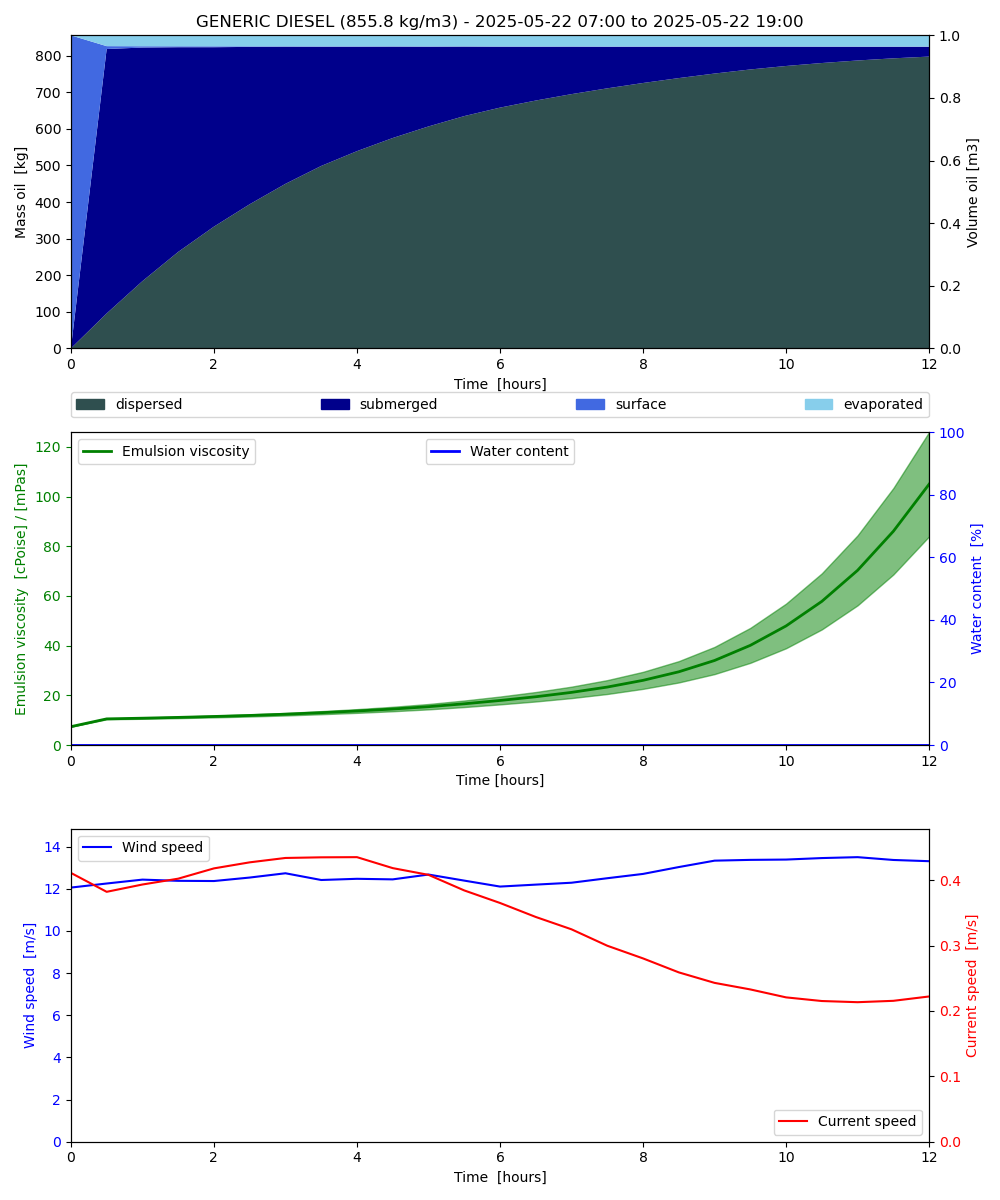 GENERIC DIESEL (855.8 kg/m3) - 2025-05-22 07:00 to 2025-05-22 19:00
Mass oil  [kg]
800
700
600
500
400
300
200
100
0
1.0
0.8
0.6
0.4
0.2
0.0
Volume oil [m3]
0 2 4 6 8 10 12
Time  [hours]
dispersed submerged surface evaporated
Emulsion viscosity  [cPoise] / [mPas]
120
100
80
60
40
20
0
Emulsion viscosity
Water content
100
80
60
40
20
0
Water content  [%]
0 2 4 6 8 10 12
Time [hours]
Wind speed  [m/s]
14
12
10
8
6
4
2
0
Wind speed
0.4
0.3
0.2
0.1
0.0
Current speed  [m/s]
Current speed
0 2 4 6 8 10 12
Time  [hours]